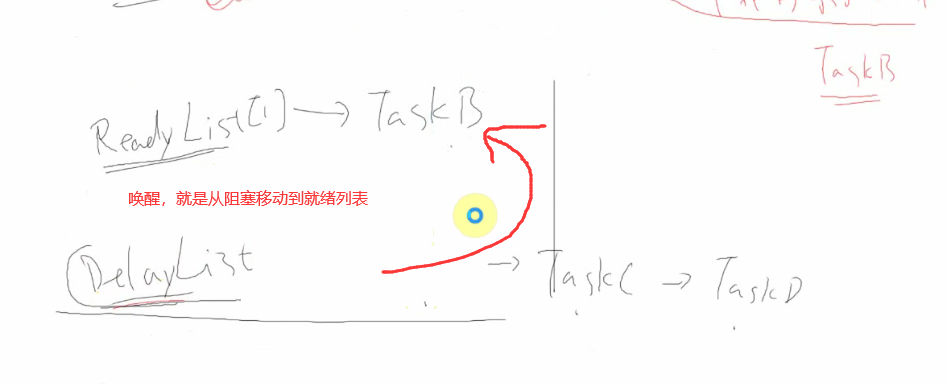 TaskB
ReadyList[1] → TaskB
唤醒，就是从阻塞移动到就绪列表
DelayList → TaskC → TaskD